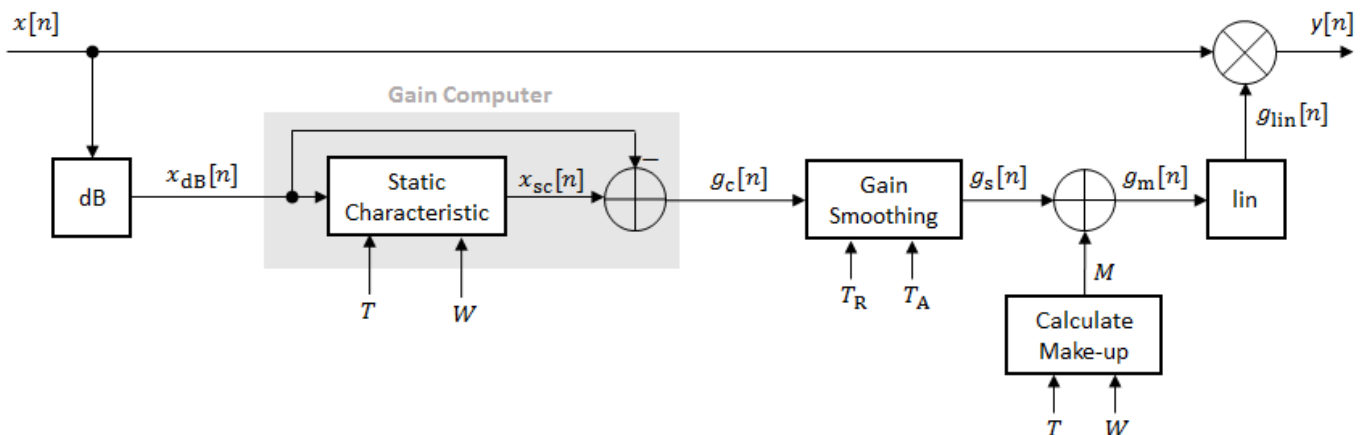 x[n]
y[n]
Gain Computer
g_lin[n]
dB
x_dB[n]
Static
Characteristic
x_sc[n]
−
g_c[n]
Gain
Smoothing
g_s[n]
g_m[n]
lin
T
W
T_R
T_A
M
Calculate
Make-up
T
W